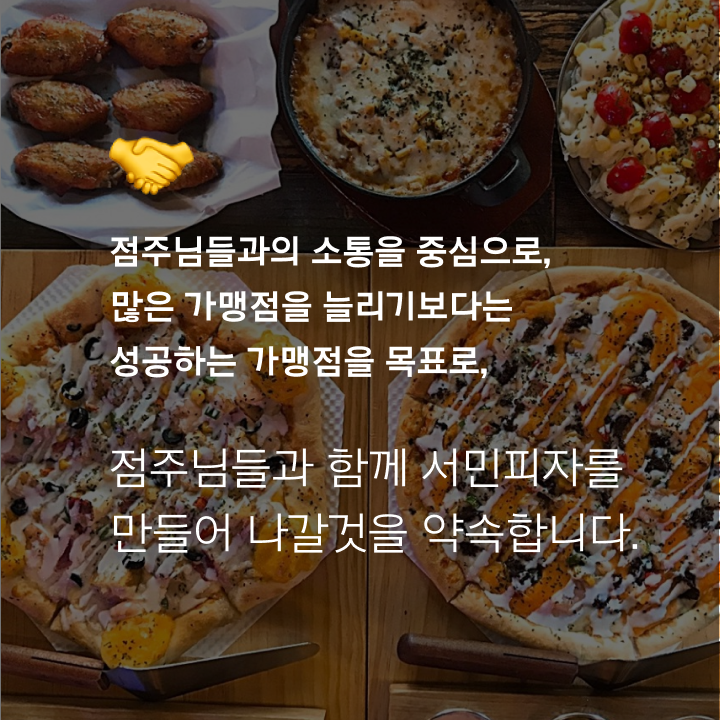 점주님들과의 소통을 중심으로,
많은 가맹점을 늘리기보다는
성공하는 가맹점을 목표로,
점주님들과 함께 서민피자를
만들어 나갈것을 약속합니다.